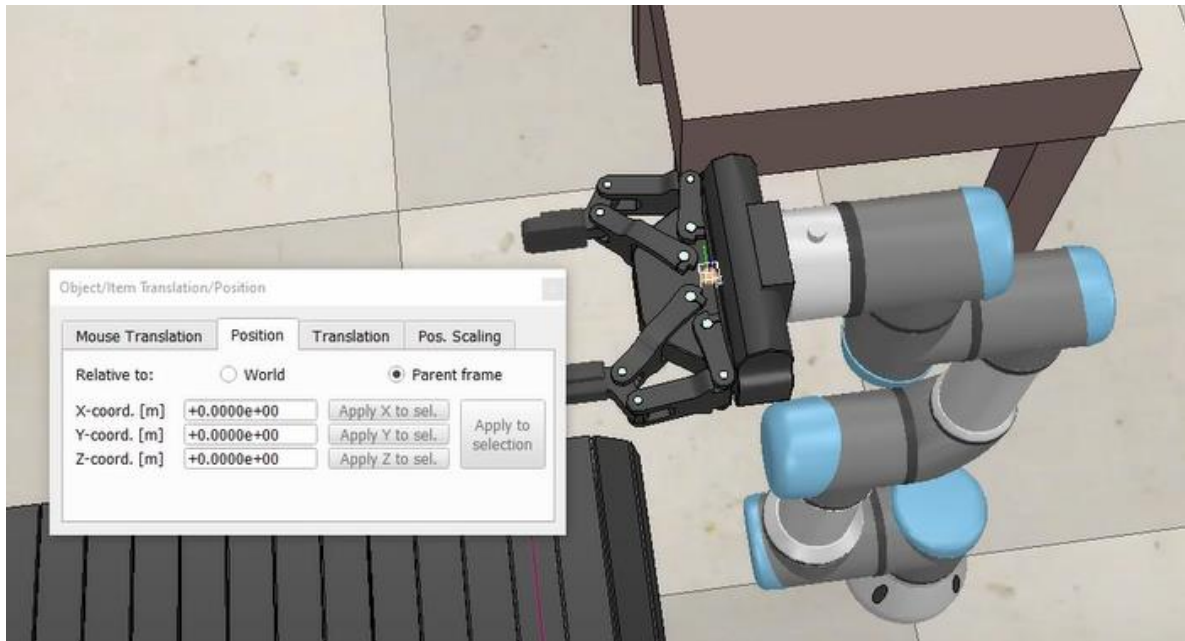 Object/Item Translation/Position
Mouse Translation Position Translation Pos. Scaling
Relative to: World Parent frame
X-coord. [m] +0.0000e+00 Apply X to sel.
Y-coord. [m] +0.0000e+00 Apply Y to sel.
Z-coord. [m] +0.0000e+00 Apply Z to sel.
Apply to
selection